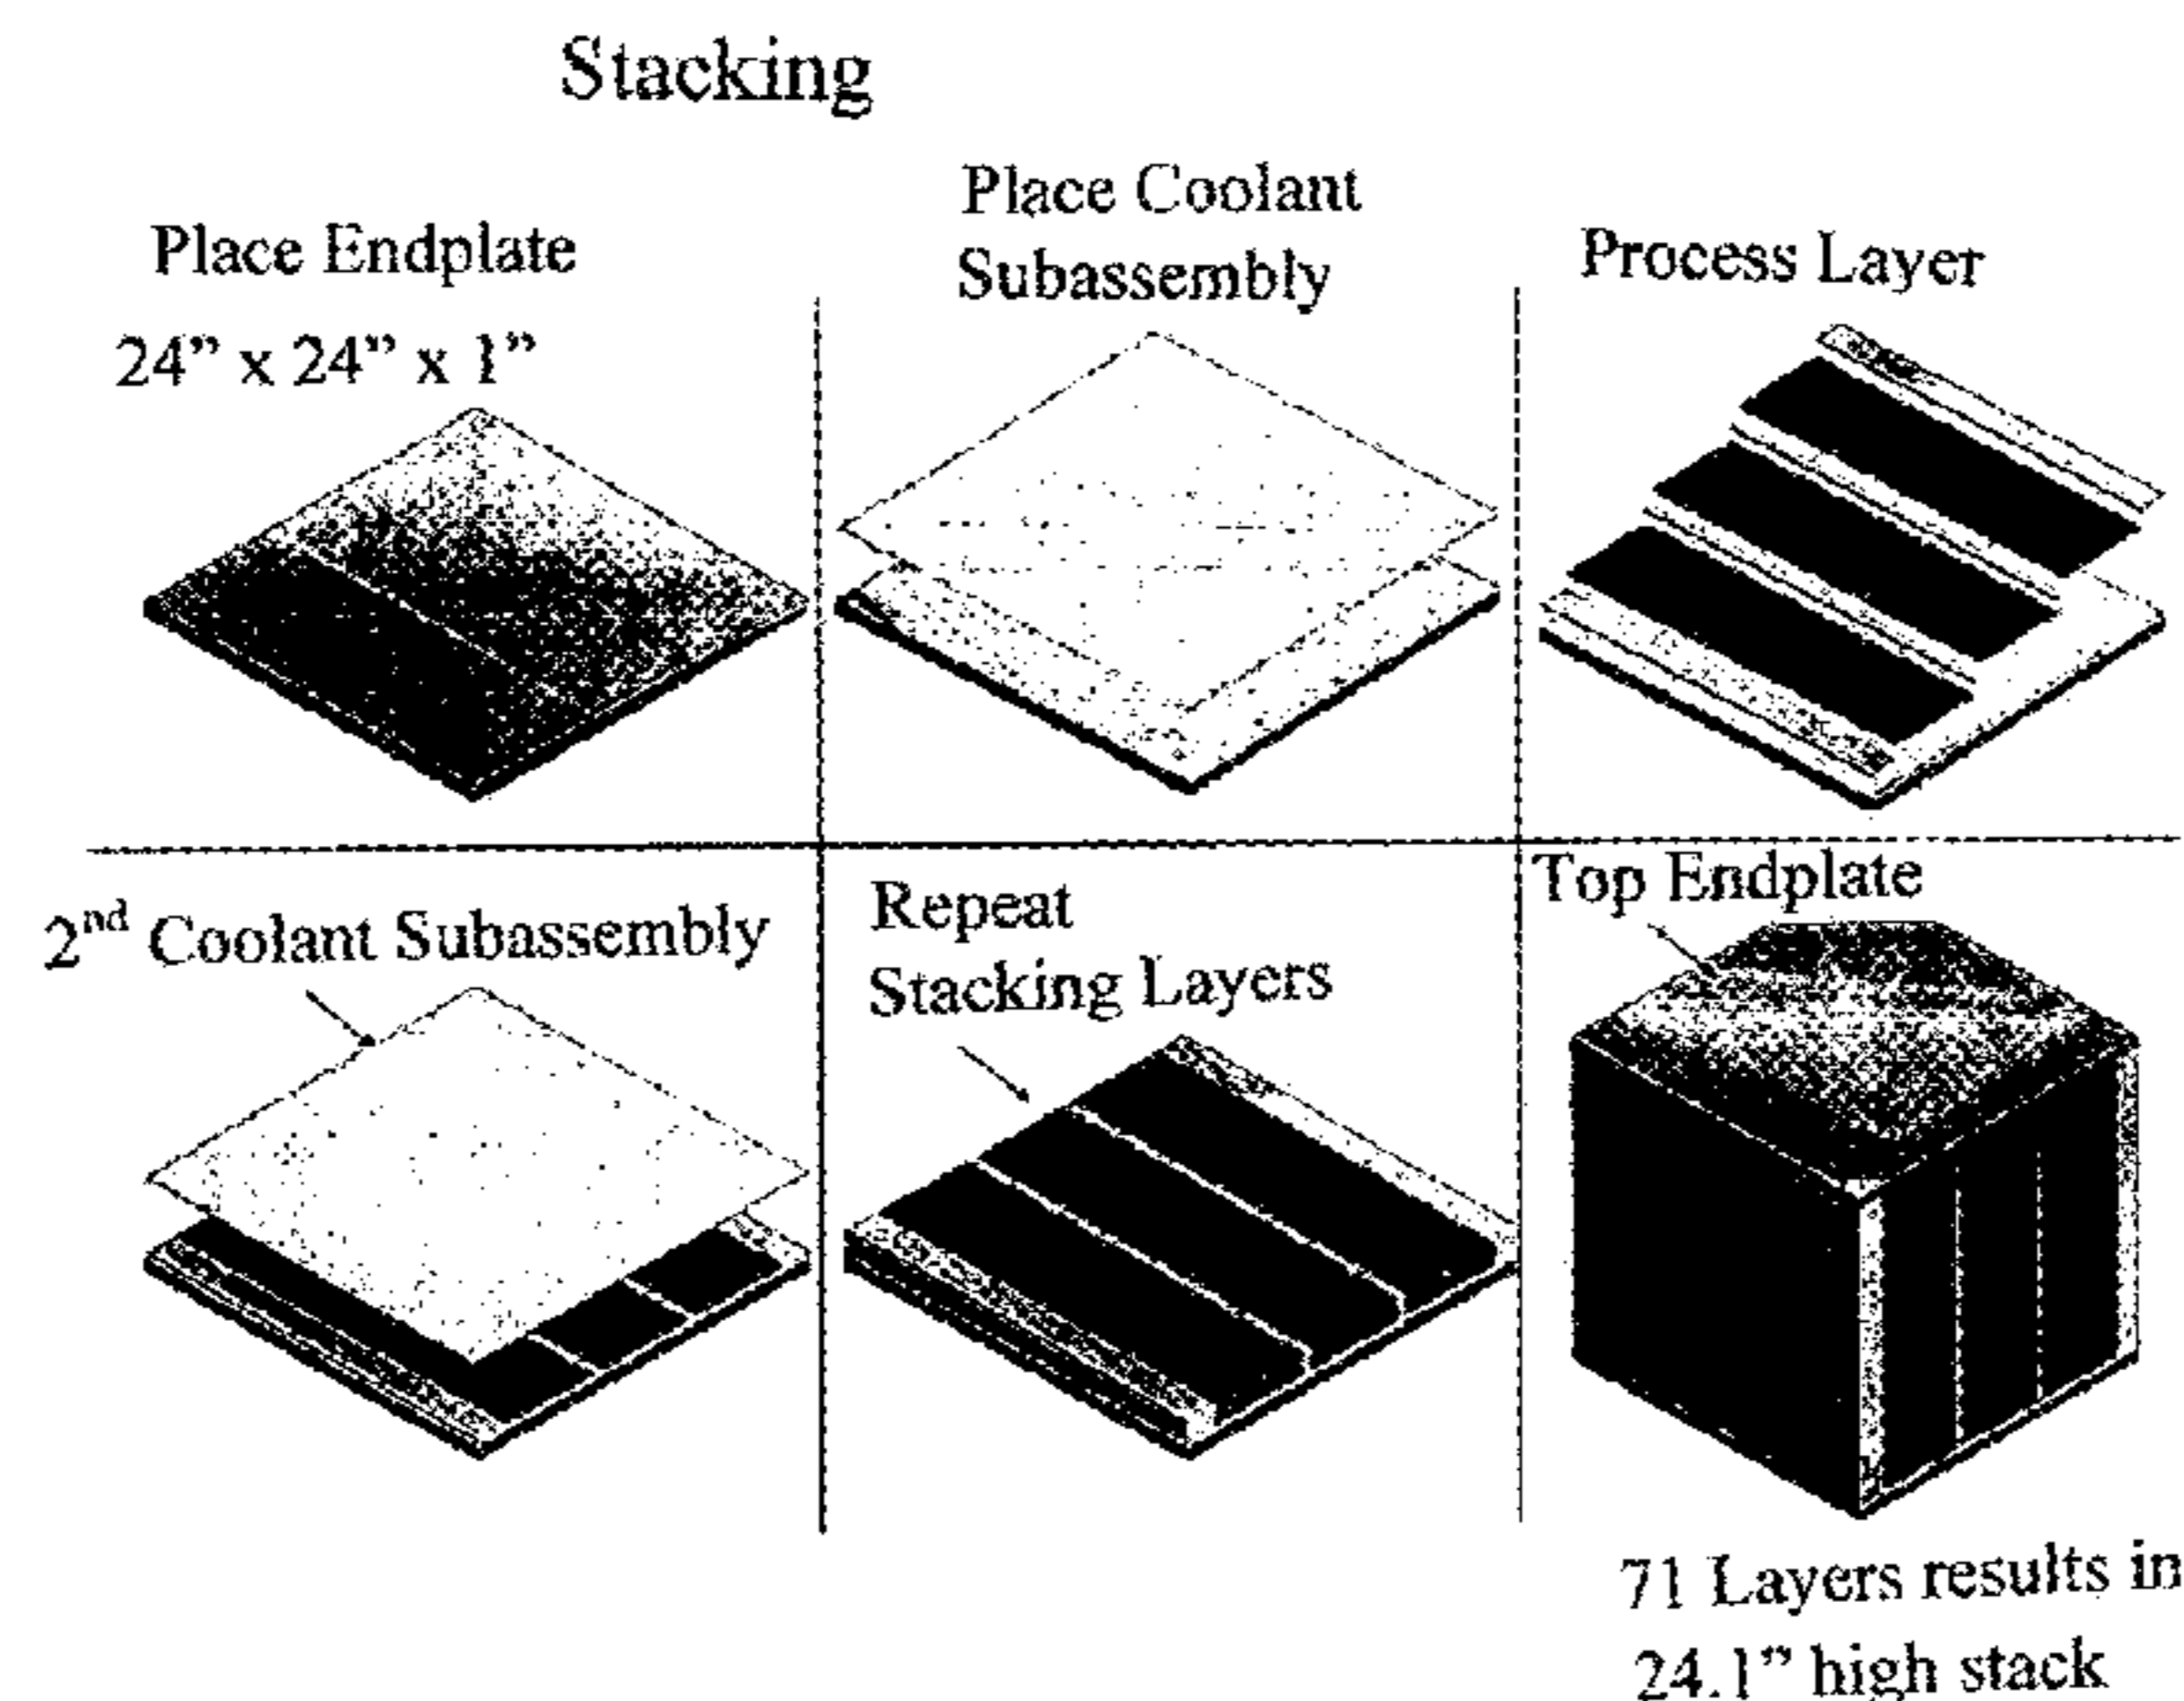 Stacking
Place Endplate
24” x 24” x 1”
Place Coolant
Subassembly
Process Layer
2nd Coolant Subassembly
Repeat
Stacking Layers
Top Endplate
71 Layers results in
24.1” high stack